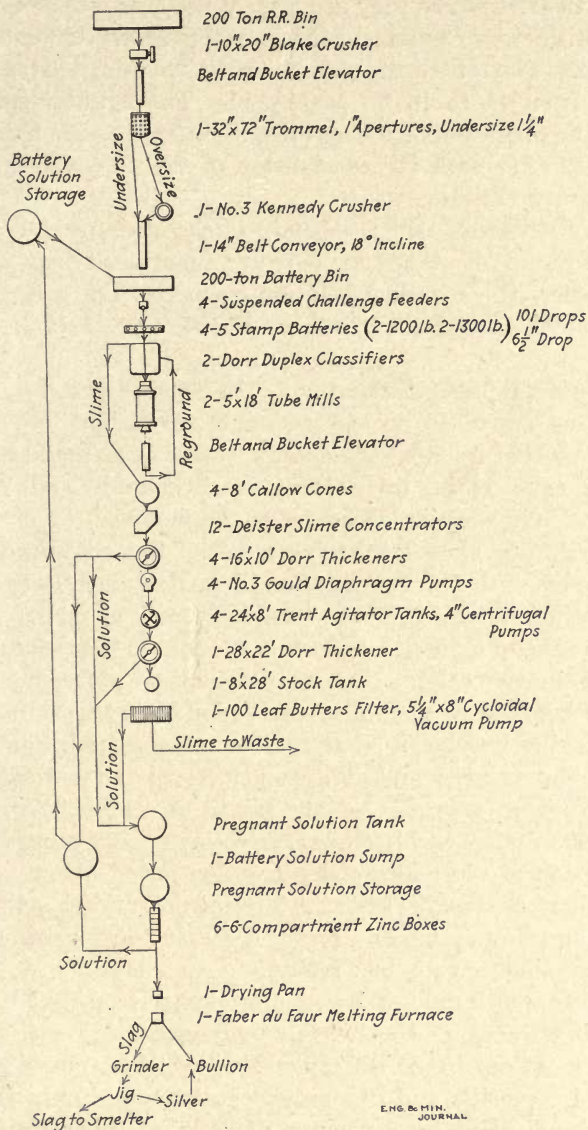 200 Ton R.R. Bin
1-10"x20" Blake Crusher
Belt and Bucket Elevator
1-32"x72" Trommel, 1" Apertures, Undersize 1 1/4"
Undersize
Oversize
Battery
Solution
Storage
1-No.3 Kennedy Crusher
1-14" Belt Conveyor, 18° Incline
200-ton Battery Bin
4-Suspended Challenge Feeders
4-5 Stamp Batteries (2-1200 lb. 2-1300 lb.) 101 Drops
6 1/2" Drop
2-Dorr Duplex Classifiers
Slime
2-5'x18' Tube Mills
Reground
Belt and Bucket Elevator
4-8' Callow Cones
12-Deister Slime Concentrators
4-16'x10' Dorr Thickeners
4-No.3 Gould Diaphragm Pumps
Solution
4-24'x8' Trent Agitator Tanks, 4" Centrifugal
Pumps
1-28'x22' Dorr Thickener
1-8'x28' Stock Tank
1-100 Leaf Butters Filter, 5 1/4"x8" Cycloidal
Vacuum Pump
Slime to Waste
Solution
Pregnant Solution Tank
1-Battery Solution Sump
Pregnant Solution Storage
6-6-Compartment Zinc Boxes
Solution
1-Drying Pan
1-Faber du Faur Melting Furnace
Slag
Grinder
Bullion
Jig
Silver
Slag to Smelter
ENG. & MIN.
JOURNAL